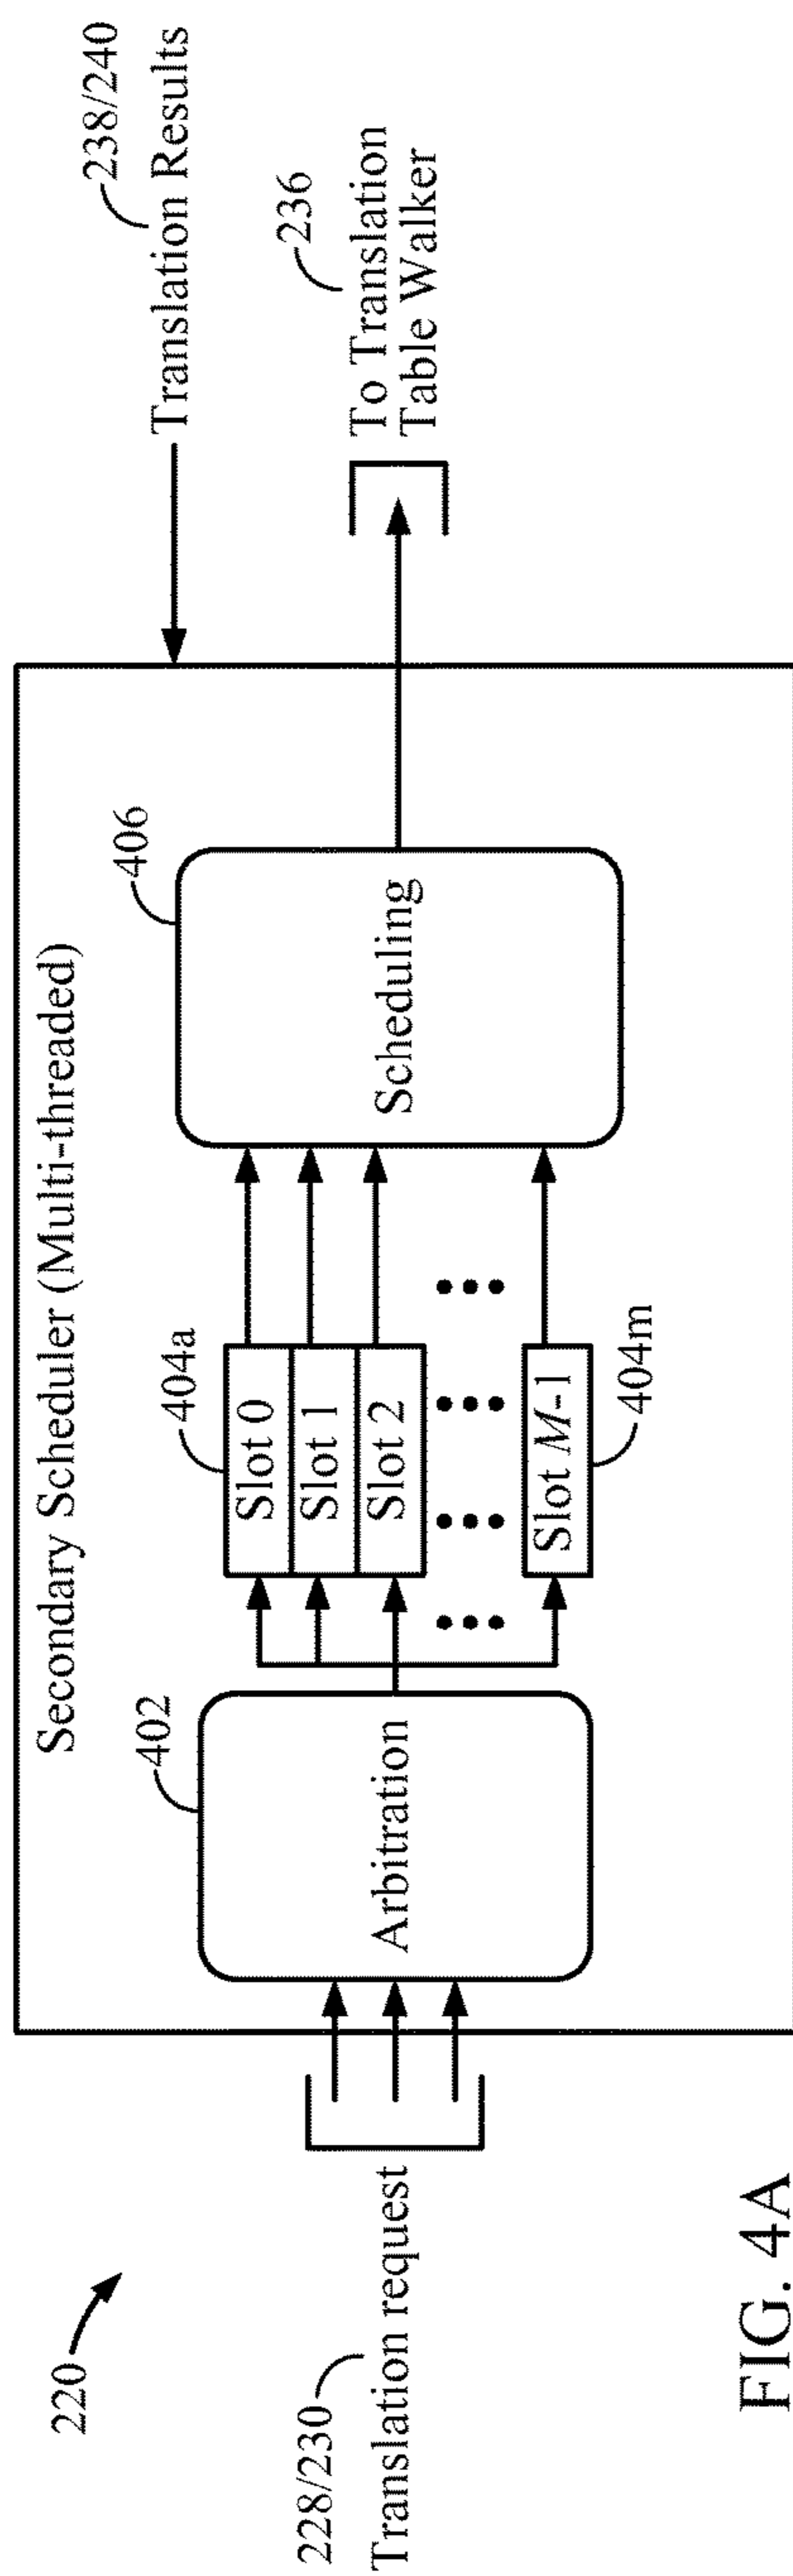 220
228/230
Translation request
Secondary Scheduler (Multi-threaded)
402
Arbitration
404a
Slot 0
Slot 1
Slot 2
Slot M-1
404m
406
Scheduling
238/240
Translation Results
236
To Translation
Table Walker
FIG. 4A